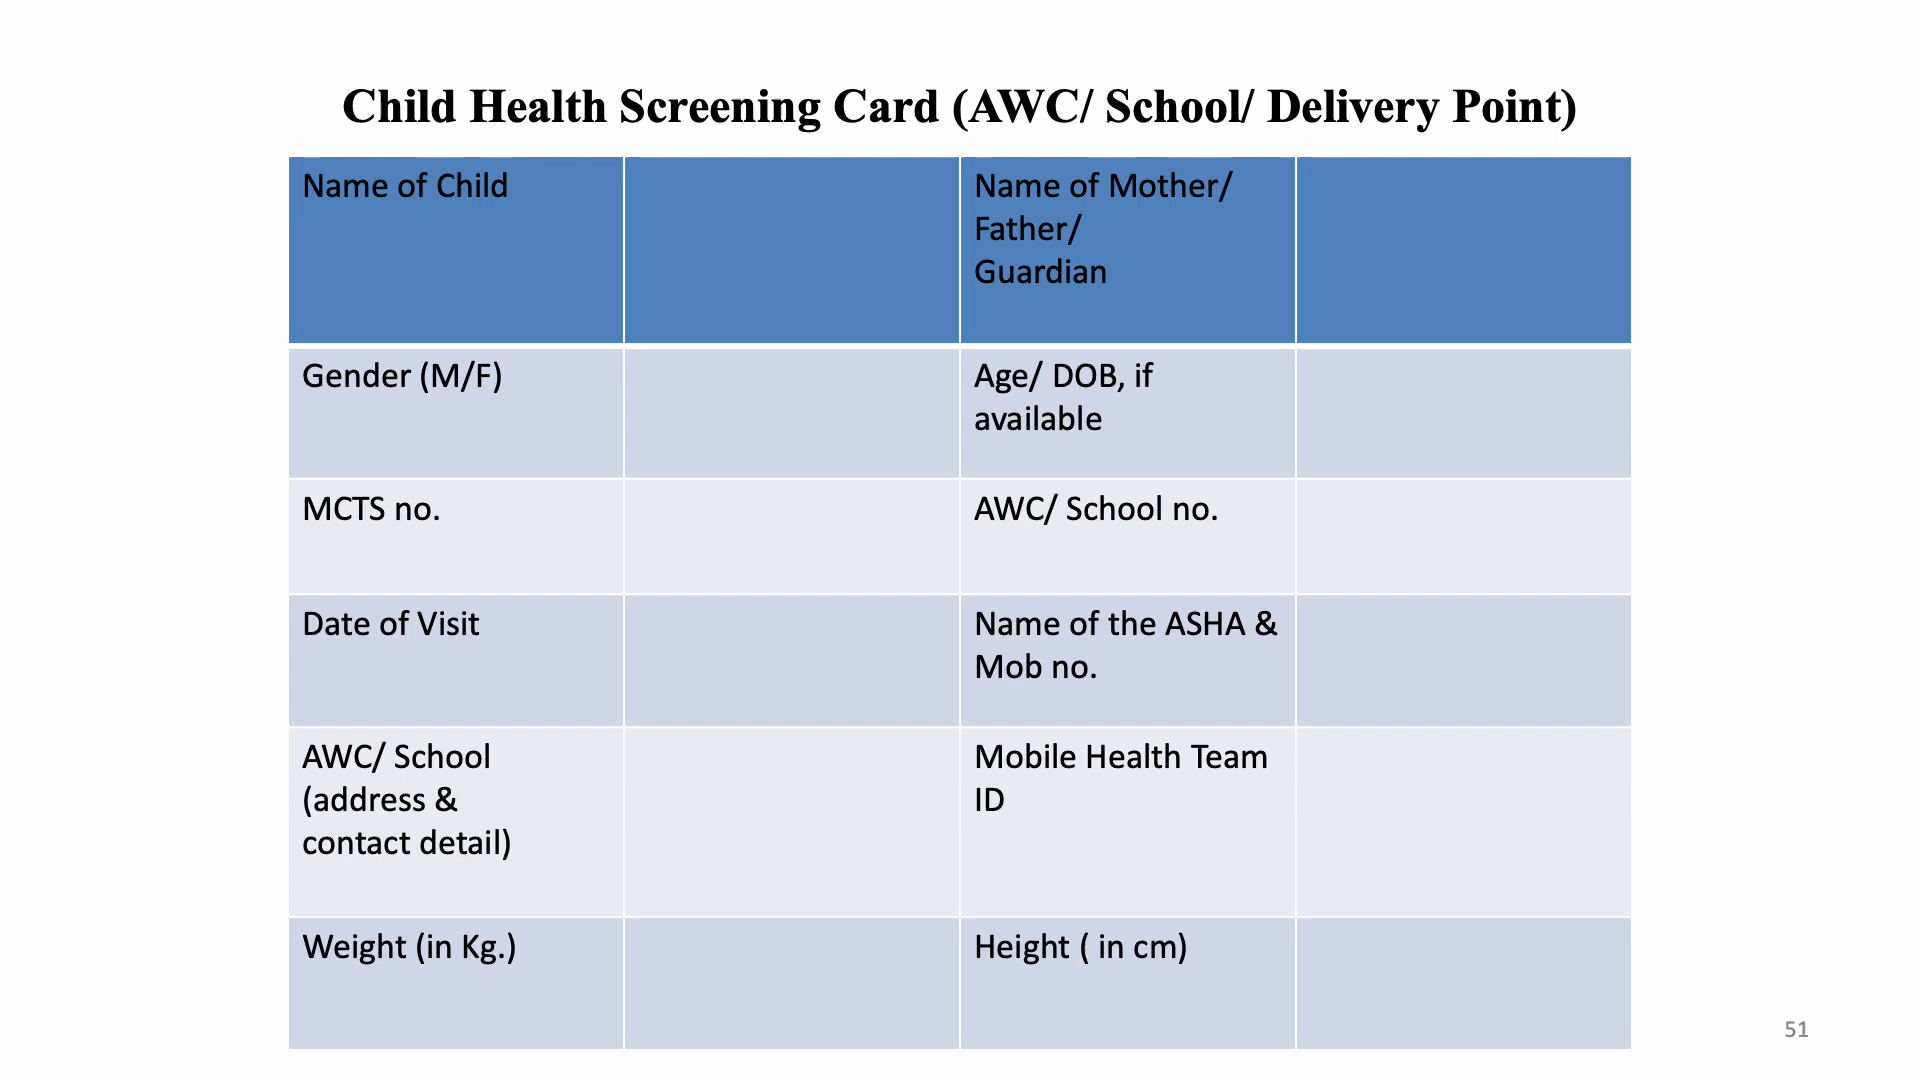 Child Health Screening Card (AWC/ School/ Delivery Point)
Name of Child
Name of Mother/
Father/
Guardian
Gender (M/F)
Age/ DOB, if
available
MCTS no.
AWC/ School no.
Date of Visit
Name of the ASHA &
Mob no.
AWC/ School
(address &
contact detail)
Mobile Health Team
ID
Weight (in Kg.)
Height ( in cm)
51